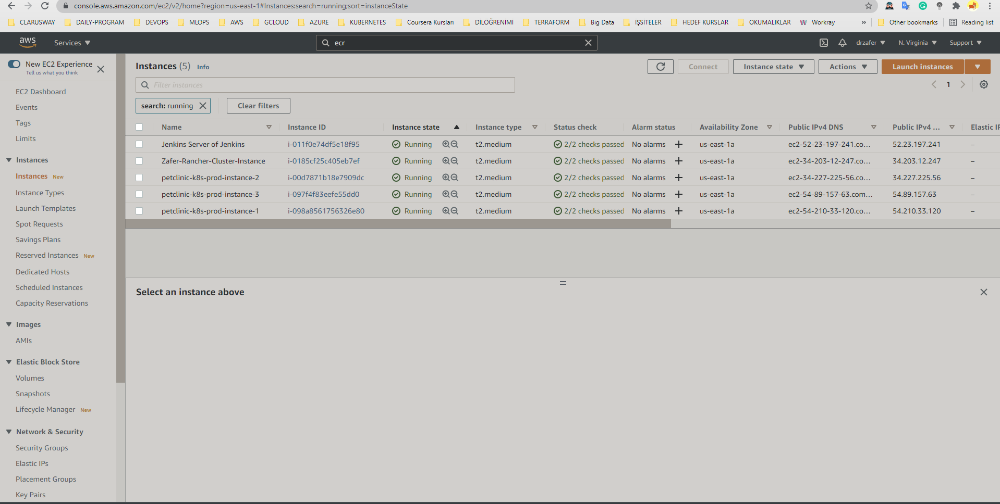 console.aws.amazon.com/ec2/v2/home?region=us-east-1#Instances:search=running;sort=instanceState
CLARUSWAY DAILY-PROGRAM DEVOPS MLOPS AWS GCLOUD AZURE KUBERNETES Coursera Kursları DİLÖĞRENİMİ TERRAFORM Big Data İŞSİTELER HEDEF KURSLAR OKUMALIKLAR Workray » Other bookmarks Reading list
aws Services ecr drzafer N. Virginia Support
New EC2 Experience
Tell us what you think
EC2 Dashboard
Events
Tags
Limits
Instances
Instances New
Instance Types
Launch Templates
Spot Requests
Savings Plans
Reserved Instances New
Dedicated Hosts
Scheduled Instances
Capacity Reservations
Images
AMIs
Elastic Block Store
Volumes
Snapshots
Lifecycle Manager New
Network & Security
Security Groups
Elastic IPs
Placement Groups
Key Pairs
Instances (5) Info Connect Instance state Actions Launch instances
Filter instances 1
search: running Clear filters
Name Instance ID Instance state Instance type Status check Alarm status Availability Zone Public IPv4 DNS Public IPv4 ... Elastic IP
Jenkins Server of Jenkins i-011f0e74df5e18f95 Running t2.medium 2/2 checks passed No alarms + us-east-1a ec2-52-23-197-241.co... 52.23.197.241 –
Zafer-Rancher-Cluster-Instance i-0185cf25c405eb7ef Running t2.medium 2/2 checks passed No alarms + us-east-1a ec2-34-203-12-247.co... 34.203.12.247 –
petclinic-k8s-prod-instance-2 i-00d7871b18e7909dc Running t2.medium 2/2 checks passed No alarms + us-east-1a ec2-34-227-225-56.co... 34.227.225.56 –
petclinic-k8s-prod-instance-3 i-097f4f83eefe55dd0 Running t2.medium 2/2 checks passed No alarms + us-east-1a ec2-54-89-157-63.com... 54.89.157.63 –
petclinic-k8s-prod-instance-1 i-098a8561756326e80 Running t2.medium 2/2 checks passed No alarms + us-east-1a ec2-54-210-33-120.co... 54.210.33.120 –
Select an instance above